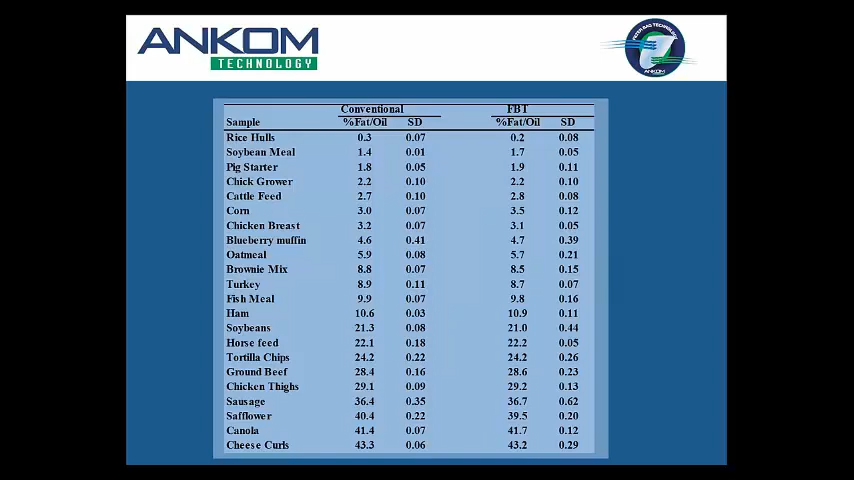 ANKOM
TECHNOLOGY
FILTER BAG TECHNOLOGY
ANKOM
Conventional FBT
Sample %Fat/Oil SD %Fat/Oil SD
Rice Hulls 0.3 0.07 0.2 0.08
Soybean Meal 1.4 0.01 1.7 0.05
Pig Starter 1.8 0.05 1.9 0.11
Chick Grower 2.2 0.10 2.2 0.10
Cattle Feed 2.7 0.10 2.8 0.08
Corn 3.0 0.07 3.5 0.12
Chicken Breast 3.2 0.07 3.1 0.05
Blueberry muffin 4.6 0.41 4.7 0.39
Oatmeal 5.9 0.08 5.7 0.21
Brownie Mix 8.8 0.07 8.5 0.15
Turkey 8.9 0.11 8.7 0.07
Fish Meal 9.9 0.07 9.8 0.16
Ham 10.6 0.03 10.9 0.11
Soybeans 21.3 0.08 21.0 0.44
Horse feed 22.1 0.18 22.2 0.05
Tortilla Chips 24.2 0.22 24.2 0.26
Ground Beef 28.4 0.16 28.6 0.23
Chicken Thighs 29.1 0.09 29.2 0.13
Sausage 36.4 0.35 36.7 0.62
Safflower 40.4 0.22 39.5 0.20
Canola 41.4 0.07 41.7 0.12
Cheese Curls 43.3 0.06 43.2 0.29